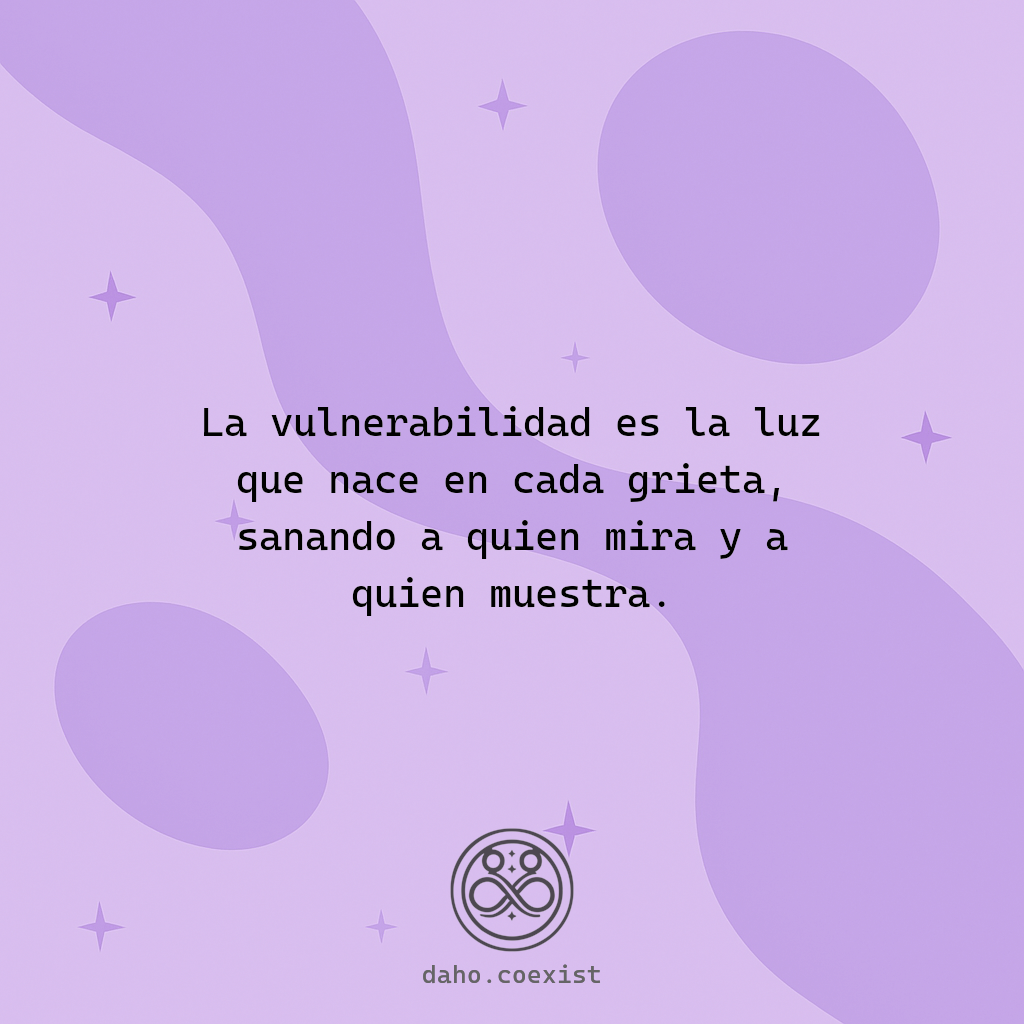 La vulnerabilidad es la luz
que nace en cada grieta,
sanando a quien mira y a
quien muestra.
daho.coexist